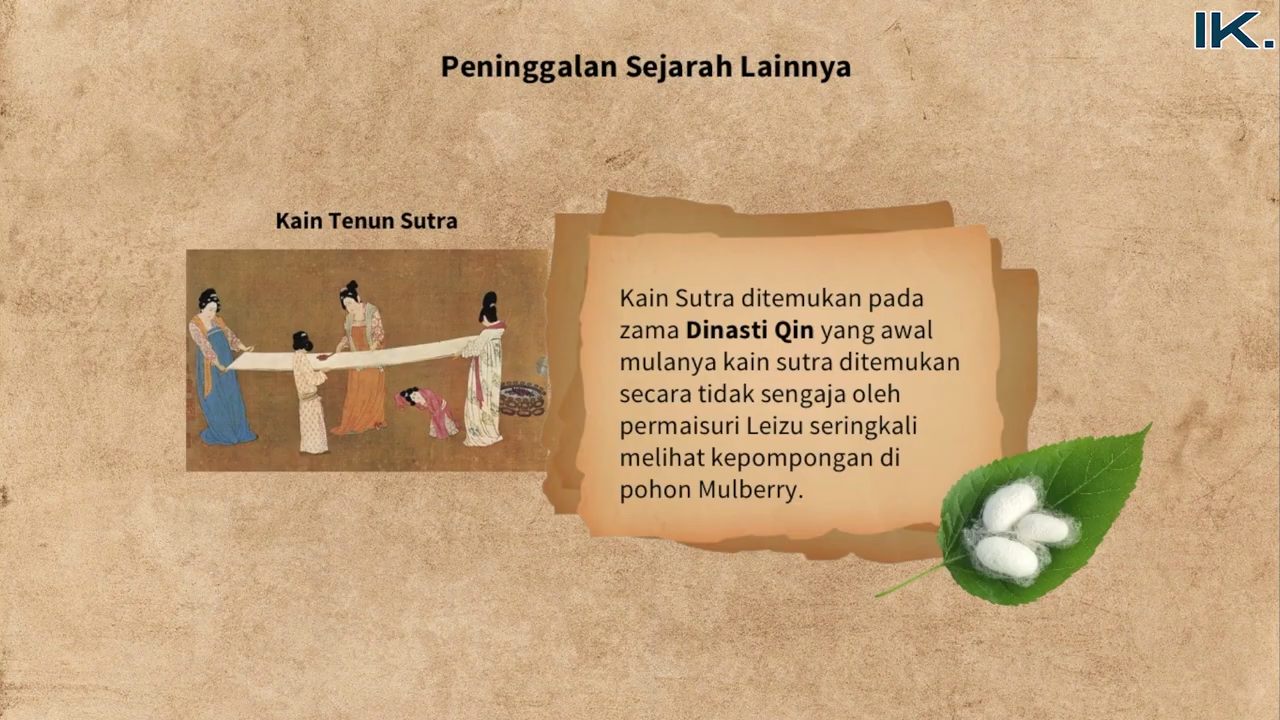 IK.
Peninggalan Sejarah Lainnya
Kain Tenun Sutra
Kain Sutra ditemukan pada
zama Dinasti Qin yang awal
mulanya kain sutra ditemukan
secara tidak sengaja oleh
permaisuri Leizu seringkali
melihat kepompongan di
pohon Mulberry.